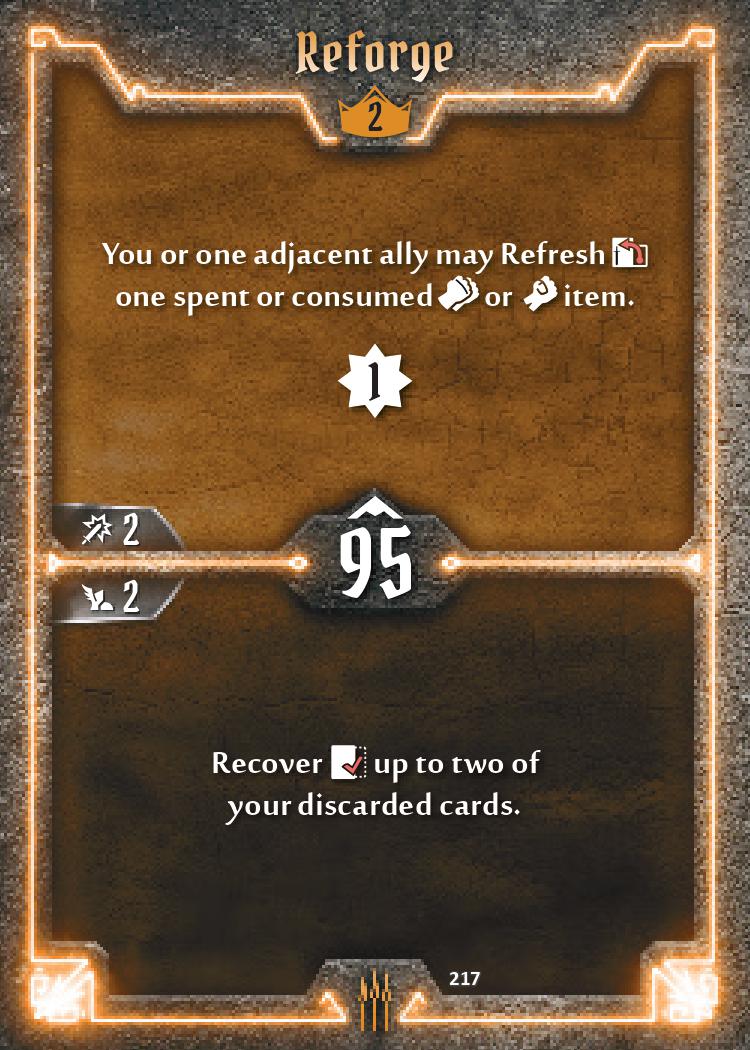 Reforge
2
You or one adjacent ally may Refresh
one spent or consumed or item.
1
2
95
2
Recover up to two of
your discarded cards.
217